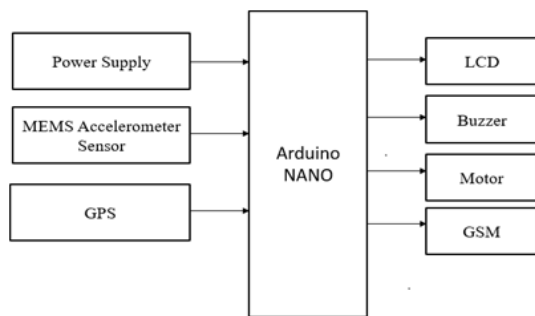 Power Supply
MEMS Accelerometer
Sensor
GPS
Arduino
NANO
LCD
Buzzer
Motor
GSM